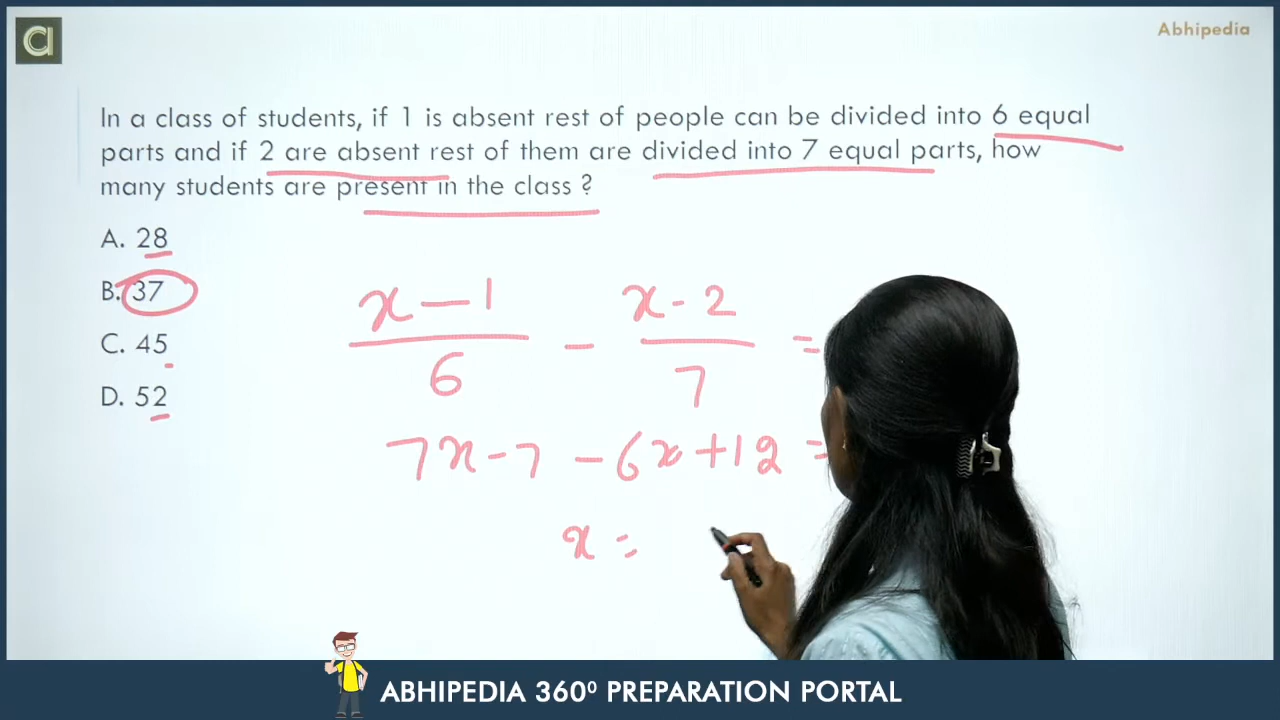 Abhipedia
In a class of students, if 1 is absent rest of people can be divided into 6 equal
parts and if 2 are absent rest of them are divided into 7 equal parts, how
many students are present in the class ?
A. 28
B. 37
C. 45
D. 52
x - 1 x - 2
— - — =
6 7
7x - 7 - 6x + 12 =
x =
ABHIPEDIA 360⁰ PREPARATION PORTAL